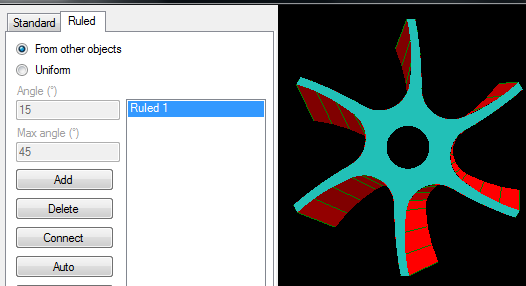 Standard Ruled
From other objects
Uniform
Angle (°)
15
Ruled 1
Max angle (°)
45
Add
Delete
Connect
Auto